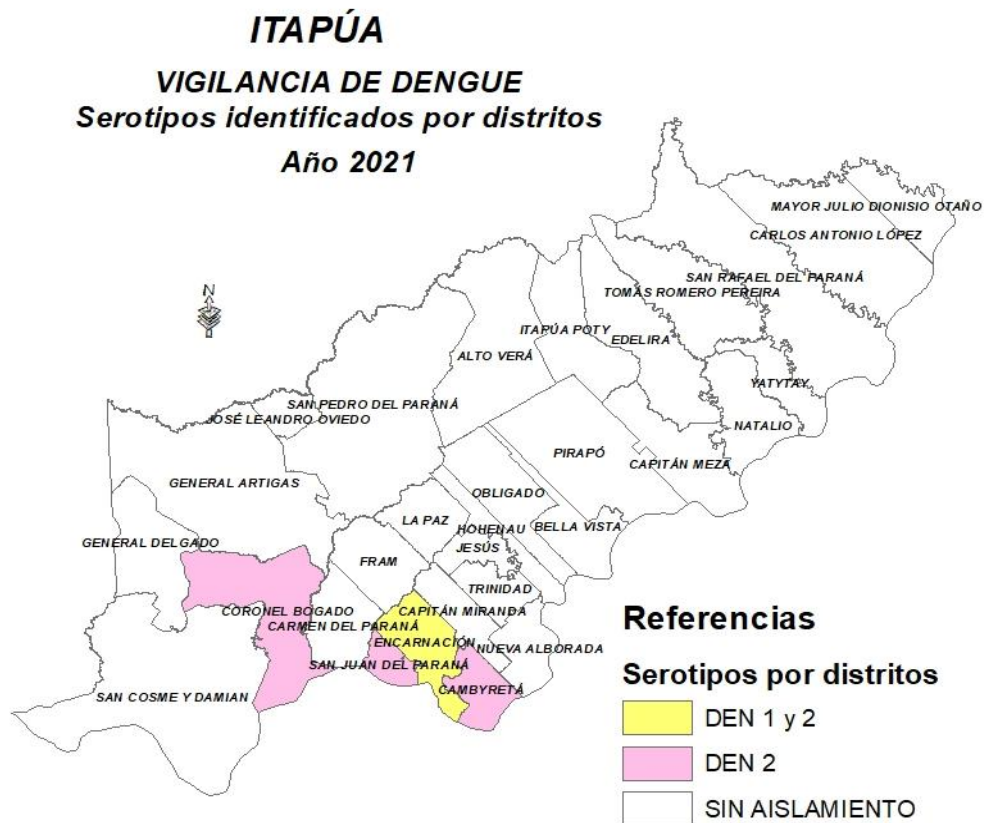 ITAPÚA
VIGILANCIA DE DENGUE
Serotipos identificados por distritos
Año 2021
MAYOR JULIO DIONISIO OTAÑO
CARLOS ANTONIO LÓPEZ
SAN RAFAEL DEL PARANÁ
TOMÁS ROMERO PEREIRA
N
ITAPÚA POTY
EDELIRA
ALTO VERÁ
YATYTAY
SAN PEDRO DEL PARANÁ
JOSÉ LEANDRO OVIEDO
NATALIO
PIRAPÓ
CAPITÁN MEZA
GENERAL ARTIGAS
OBLIGADO
LA PAZ
HOHENAU
BELLA VISTA
GENERAL DELGADO
JESÚS
FRAM
TRINIDAD
CORONEL BOGADO
CAPITÁN MIRANDA
CARMEN DEL PARANÁ
ENCARNACIÓN
NUEVA ALBORADA
SAN JUAN DEL PARANÁ
SAN COSME Y DAMIAN
CAMBYRETÁ
Referencias
Serotipos por distritos
DEN 1 y 2
DEN 2
SIN AISLAMIENTO